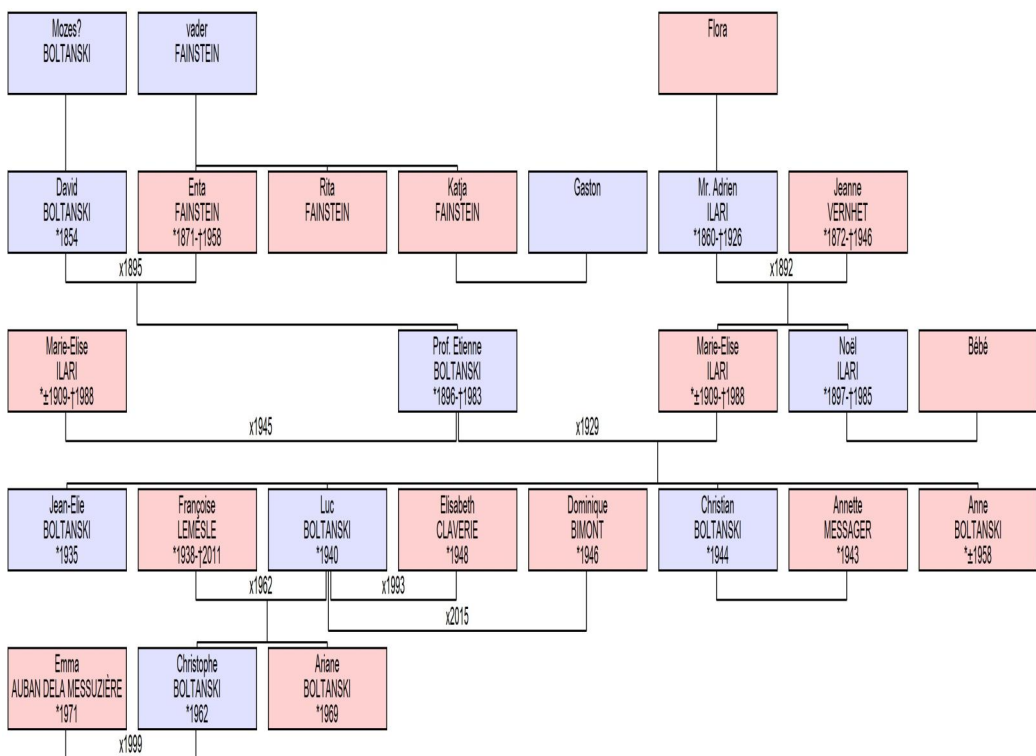 Mozes?
BOLTANSKI
vader
FAINSTEIN
Flora
David
BOLTANSKI
*1854
Enta
FAINSTEIN
*1871-†1958
Rita
FAINSTEIN
Katja
FAINSTEIN
Gaston
Mr. Adrien
ILARI
*1860-†1926
Jeanne
VERNHET
*1872-†1946
x1895
x1892
Marie-Elise
ILARI
*±1909-†1988
Prof. Etienne
BOLTANSKI
*1896-†1983
Marie-Elise
ILARI
*±1909-†1988
Noël
ILARI
*1897-†1985
Bébé
x1945
x1929
Jean-Elie
BOLTANSKI
*1935
Françoise
LEMESLE
*1938-†2011
Luc
BOLTANSKI
*1940
Elisabeth
CLAVERIE
*1948
Dominique
BIMONT
*1946
Christian
BOLTANSKI
*1944
Annette
MESSAGER
*1943
Anne
BOLTANSKI
*±1958
x1962
x1993
x2015
Emma
AUBAN DELA MESSUZIÈRE
*1971
Christophe
BOLTANSKI
*1962
Ariane
BOLTANSKI
*1969
x1999